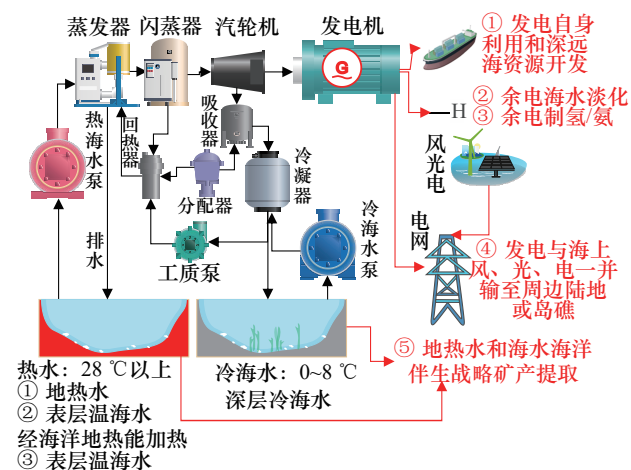 蒸发器
闪蒸器
汽轮机
发电机
① 发电自身
利用和深远
海资源开发
G
H
② 余电海水淡化
③ 余电制氢/氨
热海水泵
回热器
吸收器
冷凝器
分配器
工质泵
冷海水泵
排水
风光电
电网
④ 发电与海上
风、光、电一并
输至周边陆地
或岛礁
热水：28 ℃以上
① 地热水
② 表层温海水
经海洋地热能加热
③ 表层温海水
冷海水：0~8 ℃
深层冷海水
⑤ 地热水和海水海洋
伴生战略矿产提取